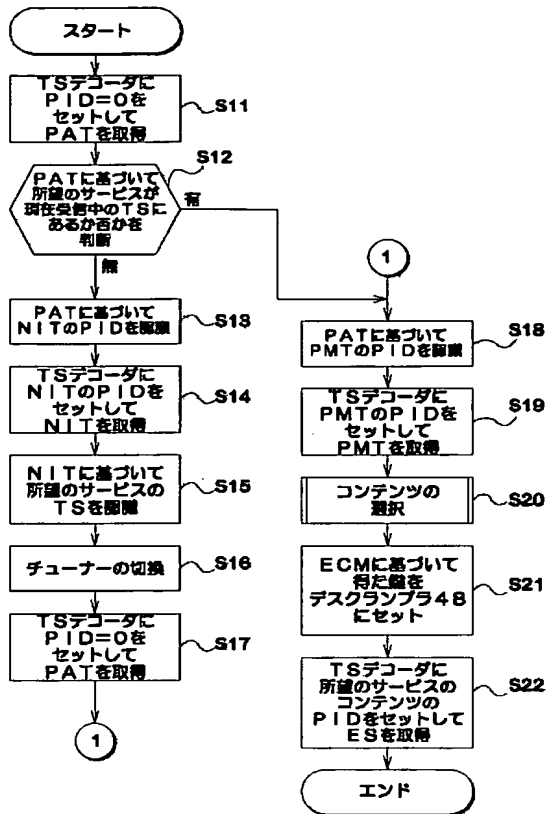 スタート
TSデコーダに
PID=0を
セットして
PATを取得
S11
S12
PATに基づいて
所望のサービスが
現在受信中のTSに
あるか否かを
判断
有
無
PATに基づいて
NITのPIDを認識
S13
TSデコーダに
NITのPIDを
セットして
NITを取得
S14
NITに基づいて
所望のサービスの
TSを認識
S15
チューナーの切換
S16
TSデコーダに
PID=0を
セットして
PATを取得
S17
1
1
PATに基づいて
PMTのPIDを認識
S18
TSデコーダに
PMTのPIDを
セットして
PMTを取得
S19
コンテンツの
選択
S20
ECMに基づいて
得た鍵を
デスクランブラ48
にセット
S21
TSデコーダに
所望のサービスの
コンテンツの
PIDをセットして
ESを取得
S22
エンド